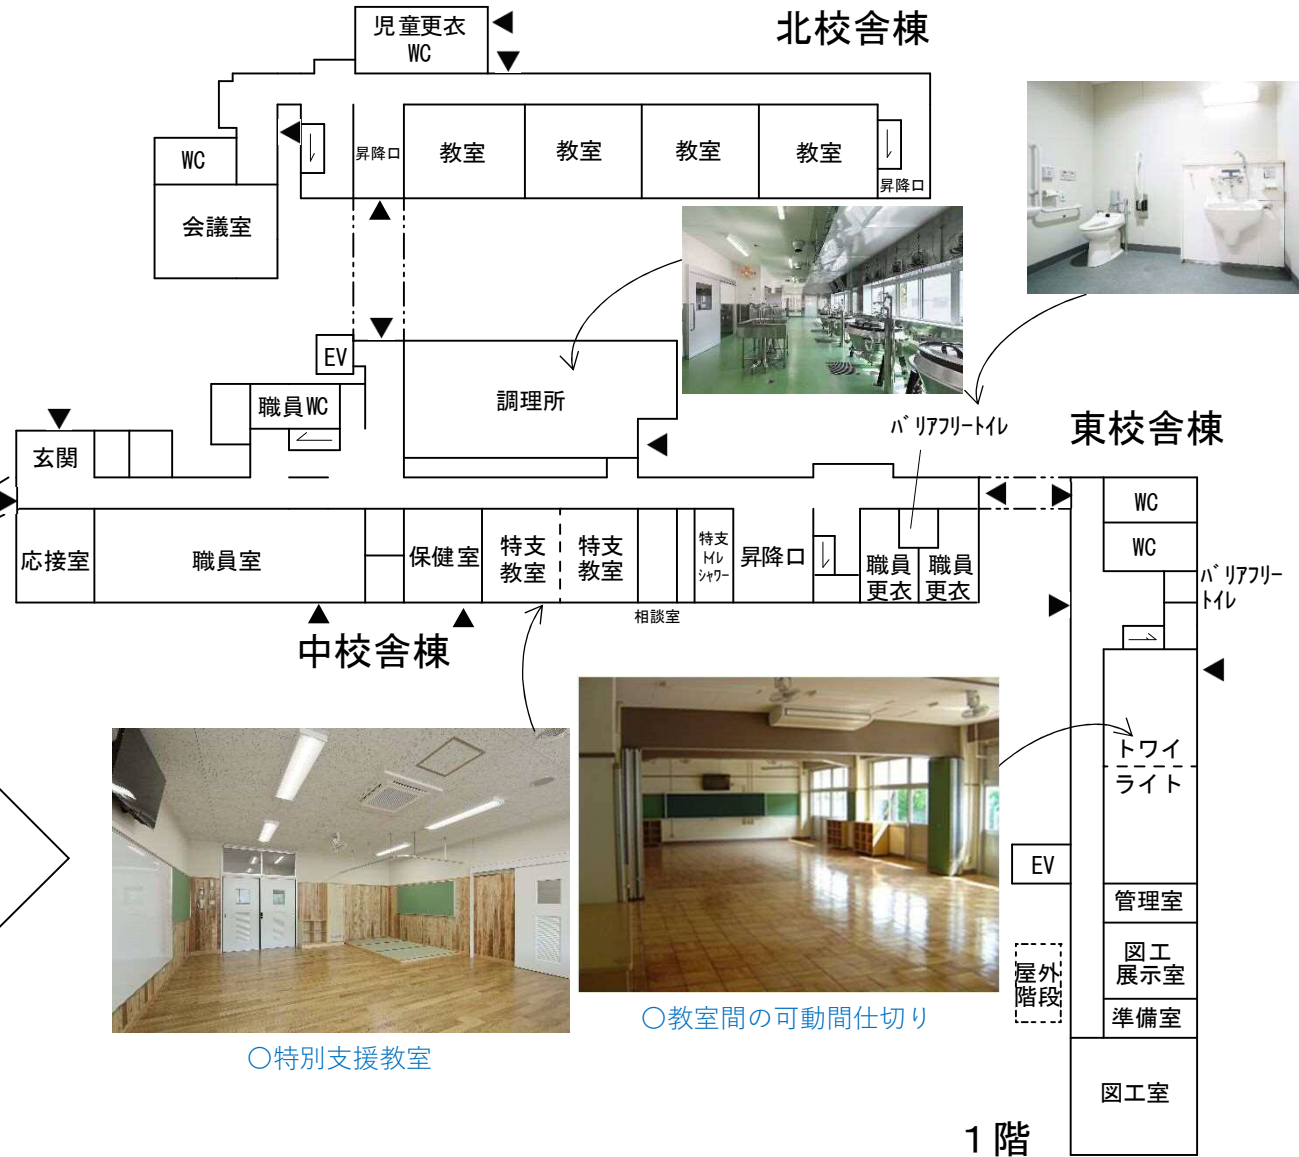 北校舎棟
児童更衣
WC
WC
会議室
昇降口
教室
教室
教室
教室
昇降口
EV
職員WC
調理所
バリアフリートイレ
東校舎棟
玄関
応接室
職員室
保健室
特支
教室
特支
教室
相談室
特支
トイレ
シャワー
昇降口
職員
更衣
職員
更衣
中校舎棟
WC
WC
バリアフリー
トイレ
トワイ
ライト
EV
管理室
図工
展示室
屋外
階段
準備室
図工室
〇特別支援教室
〇教室間の可動間仕切り
1階